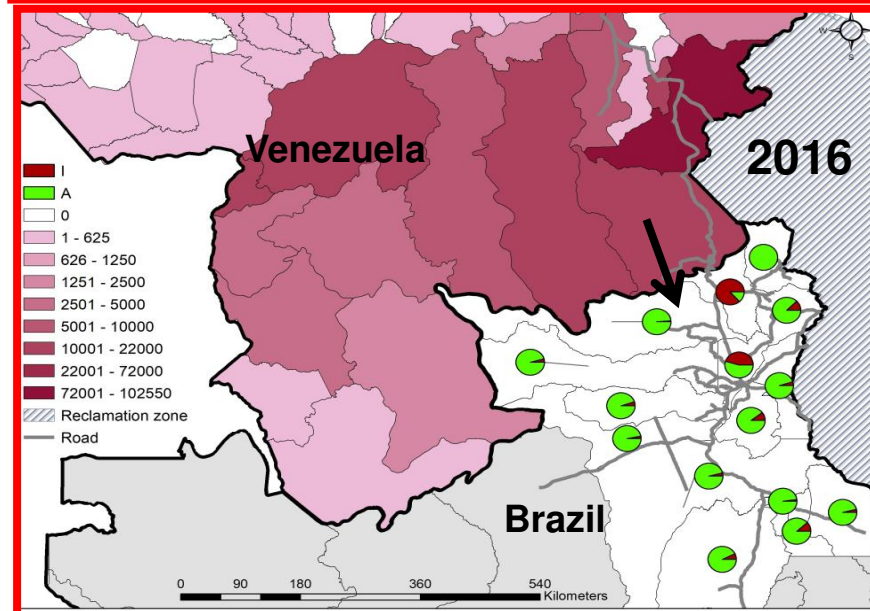 W
S
Venezuela
2016
I
A
0
1 - 625
626 - 1250
1251 - 2500
2501 - 5000
5001 - 10000
10001 - 22000
22001 - 72000
72001 - 102550
Reclamation zone
Road
Brazil
0 90 180 360 540
Kilometers